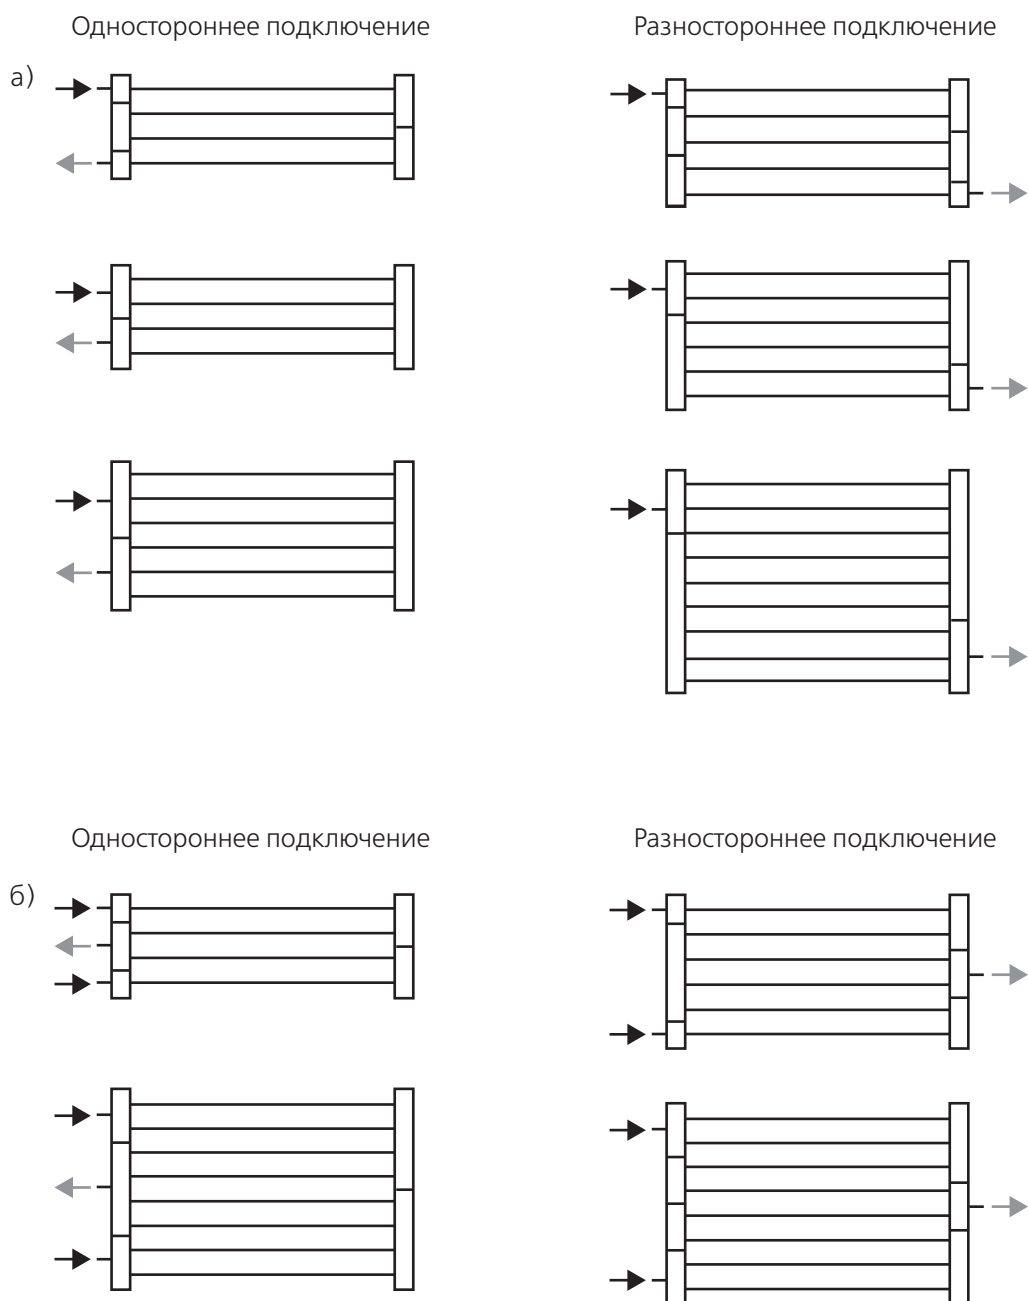 Одностороннее подключение
Разностороннее подключение
а)
Одностороннее подключение
Разностороннее подключение
б)